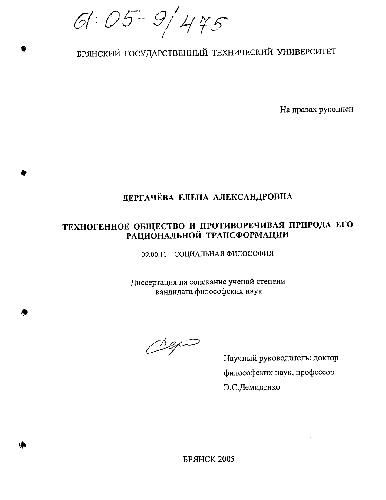 61:05-9/475
БРЯНСКИЙ ГОСУДАРСТВЕННЫЙ ТЕХНИЧЕСКИЙ УНИВЕРСИТЕТ
На правах рукописи
ДЕРГАЧЁВА ЕЛЕНА АЛЕКСАНДРОВНА
ТЕХНОГЕННОЕ ОБЩЕСТВО И ПРОТИВОРЕЧИВАЯ ПРИРОДА ЕГО
РАЦИОНАЛЬНОЙ ТРАНСФОРМАЦИИ
09.00.11 – СОЦИАЛЬНАЯ ФИЛОСОФИЯ
Диссертация на соискание ученой степени
кандидата философских наук
Научный руководитель: доктор
философских наук, профессор
Э.С.Демиденко
БРЯНСК 2005